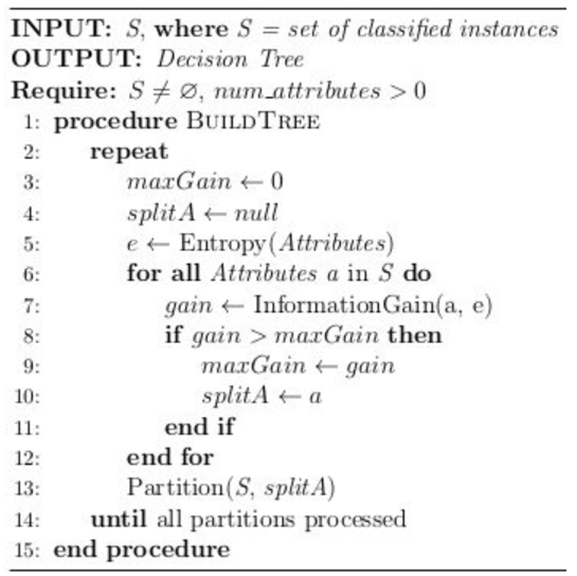 INPUT: S, where S = set of classified instances
OUTPUT: Decision Tree
Require: S ≠ ∅, num_attributes > 0
1: procedure BUILDTREE
2: repeat
3: maxGain ← 0
4: splitA ← null
5: e ← Entropy(Attributes)
6: for all Attributes a in S do
7: gain ← InformationGain(a, e)
8: if gain > maxGain then
9: maxGain ← gain
10: splitA ← a
11: end if
12: end for
13: Partition(S, splitA)
14: until all partitions processed
15: end procedure